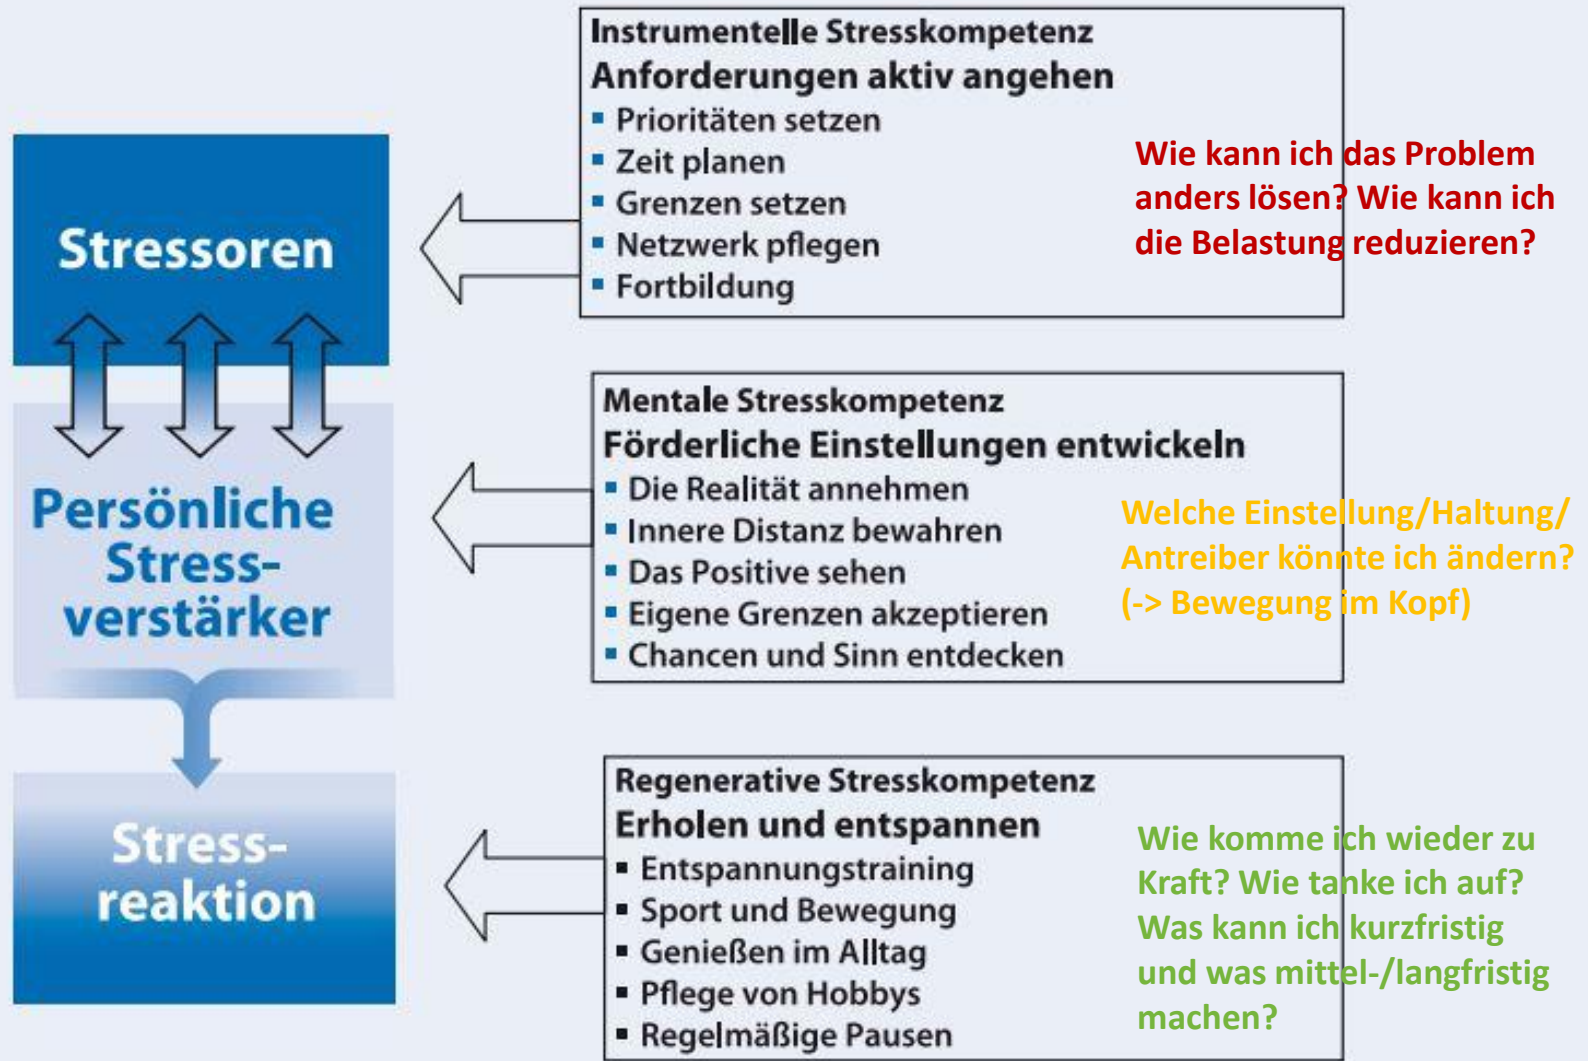 Stressoren
Persönliche
Stress-
verstärker
Stress-
reaktion
Instrumentelle Stresskompetenz
Anforderungen aktiv angehen
▪ Prioritäten setzen
▪ Zeit planen
▪ Grenzen setzen
▪ Netzwerk pflegen
▪ Fortbildung
Wie kann ich das Problem
anders lösen? Wie kann ich
die Belastung reduzieren?
Mentale Stresskompetenz
Förderliche Einstellungen entwickeln
▪ Die Realität annehmen
▪ Innere Distanz bewahren
▪ Das Positive sehen
▪ Eigene Grenzen akzeptieren
▪ Chancen und Sinn entdecken
Welche Einstellung/Haltung/
Antreiber könnte ich ändern?
(-> Bewegung im Kopf)
Regenerative Stresskompetenz
Erholen und entspannen
▪ Entspannungstraining
▪ Sport und Bewegung
▪ Genießen im Alltag
▪ Pflege von Hobbys
▪ Regelmäßige Pausen
Wie komme ich wieder zu
Kraft? Wie tanke ich auf?
Was kann ich kurzfristig
und was mittel-/langfristig
machen?